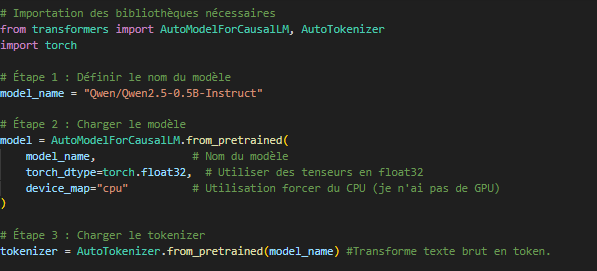 # Importation des bibliothèques nécessaires
from transformers import AutoModelForCausalLM, AutoTokenizer
import torch
# Étape 1 : Définir le nom du modèle
model_name = "Qwen/Qwen2.5-0.5B-Instruct"
# Étape 2 : Charger le modèle
model = AutoModelForCausalLM.from_pretrained(
    model_name,               # Nom du modèle
    torch_dtype=torch.float32,  # Utiliser des tenseurs en float32
    device_map="cpu"          # Utilisation forcer du CPU (je n'ai pas de GPU)
)
# Étape 3 : Charger le tokenizer
tokenizer = AutoTokenizer.from_pretrained(model_name) #Transforme texte brut en token.